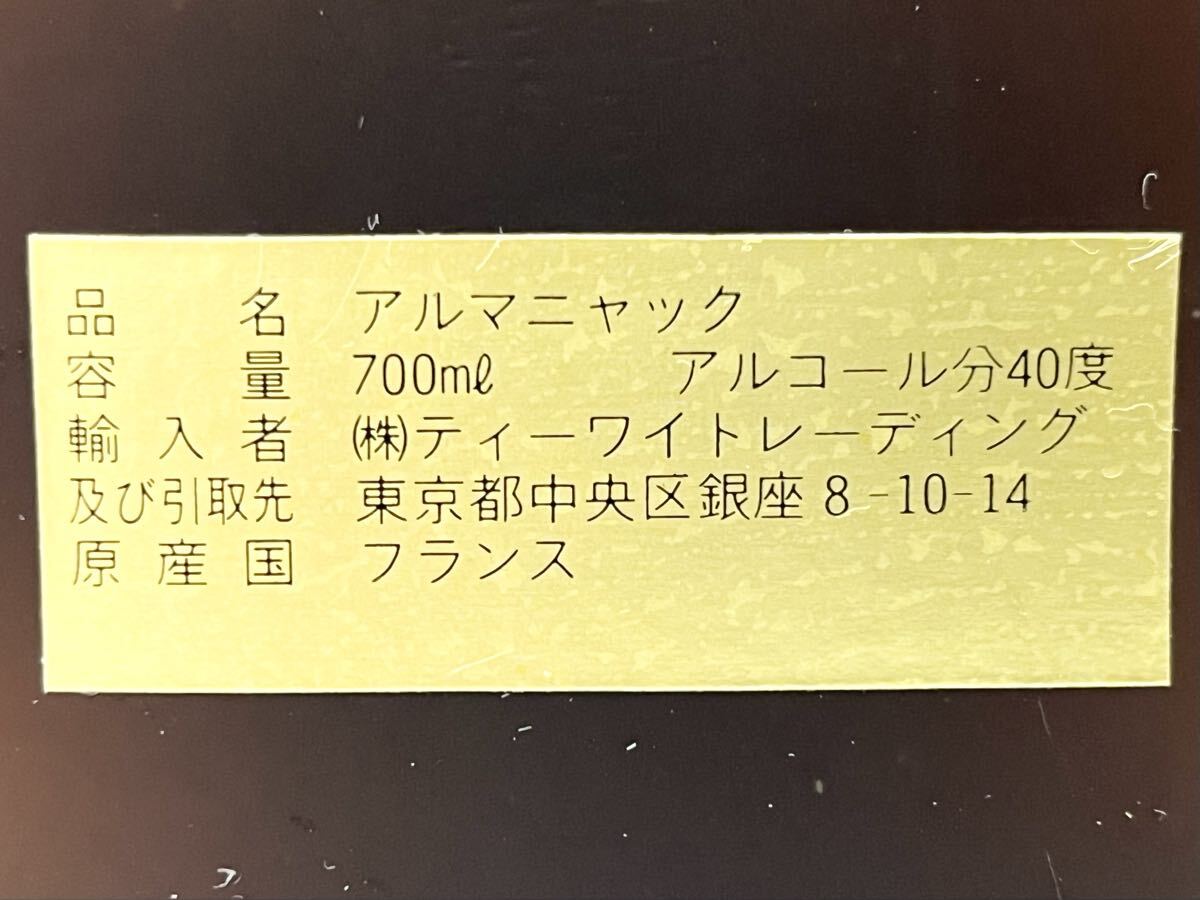 品名 アルマニャック
容量 700mℓ アルコール分40度
輸入者 ㈱ティーワイトレーディング
及び引取先 東京都中央区銀座8-10-14
原産国 フランス